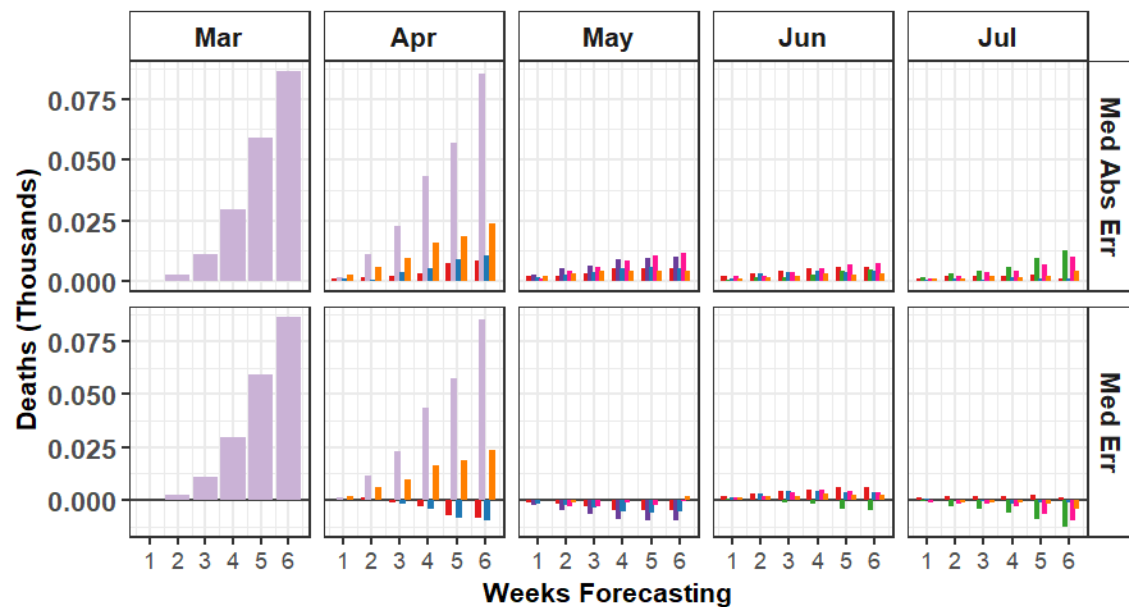 Mar Apr May Jun Jul
Deaths (Thousands)
0.075
0.050
0.025
0.000
Med Abs Err
0.075
0.050
0.025
0.000
Med Err
1 2 3 4 5 6 1 2 3 4 5 6 1 2 3 4 5 6 1 2 3 4 5 6 1 2 3 4 5 6
Weeks Forecasting